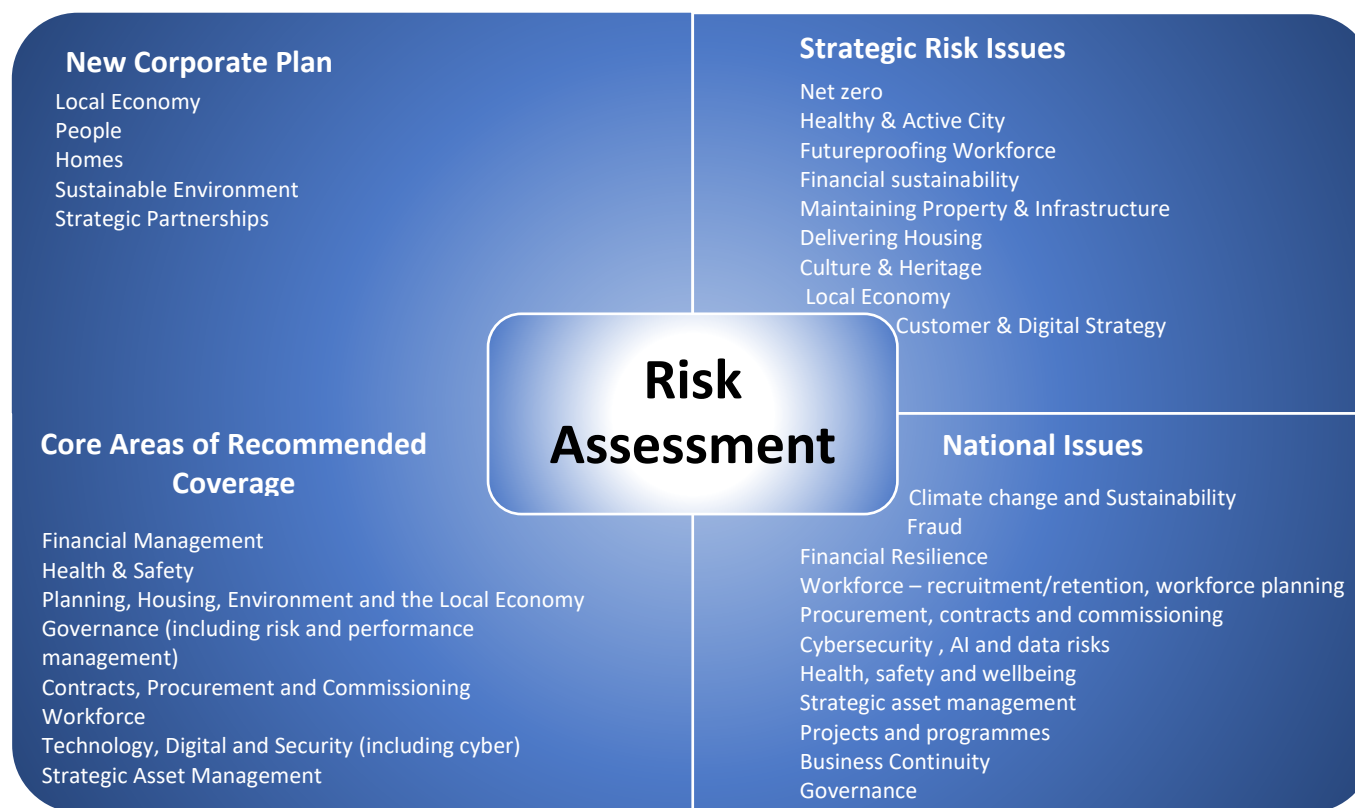 New Corporate Plan
Local Economy
People
Homes
Sustainable Environment
Strategic Partnerships
Strategic Risk Issues
Net zero
Healthy & Active City
Futureproofing Workforce
Financial sustainability
Maintaining Property & Infrastructure
Delivering Housing
Culture & Heritage
Local Economy
Customer & Digital Strategy
Risk
Assessment
Core Areas of Recommended
Coverage
Financial Management
Health & Safety
Planning, Housing, Environment and the Local Economy
Governance (including risk and performance
management)
Contracts, Procurement and Commissioning
Workforce
Technology, Digital and Security (including cyber)
Strategic Asset Management
National Issues
Climate change and Sustainability
Fraud
Financial Resilience
Workforce – recruitment/retention, workforce planning
Procurement, contracts and commissioning
Cybersecurity , AI and data risks
Health, safety and wellbeing
Strategic asset management
Projects and programmes
Business Continuity
Governance